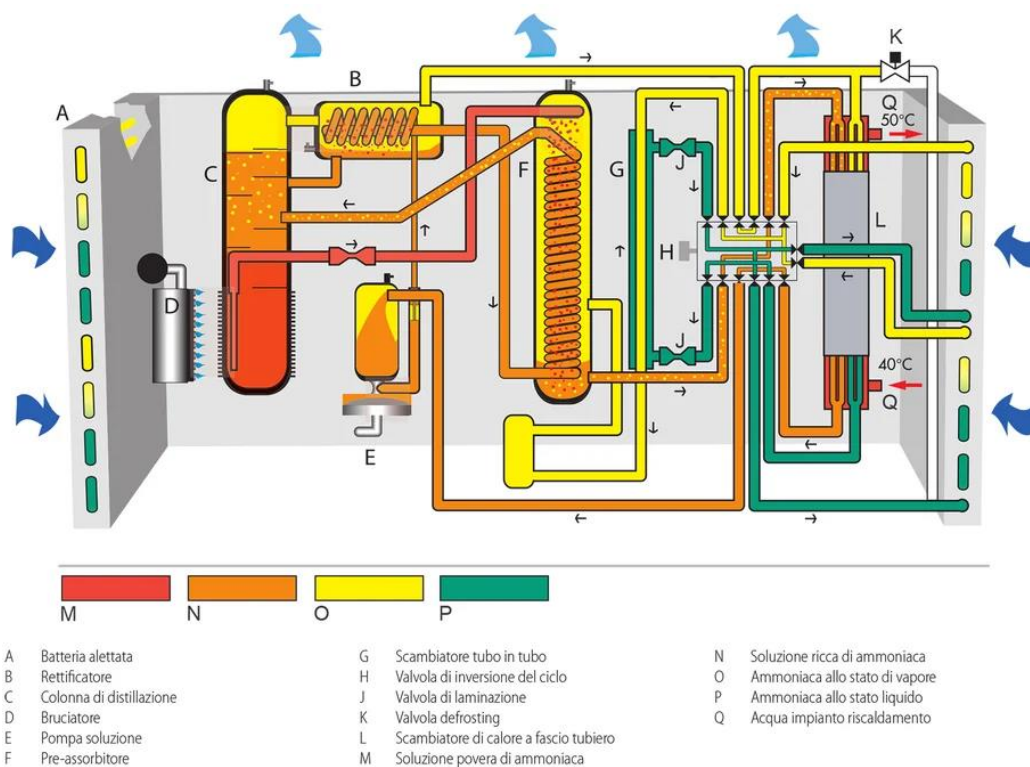 K
B
A
Q
50°C
J
C
F
G
L
H
D
J
40°C
Q
E
M N O P
A Batteria alettata
B Rettificatore
C Colonna di distillazione
D Bruciatore
E Pompa soluzione
F Pre-assorbitore
G Scambiatore tubo in tubo
H Valvola di inversione del ciclo
J Valvola di laminazione
K Valvola defrosting
L Scambiatore di calore a fascio tubiero
M Soluzione povera di ammoniaca
N Soluzione ricca di ammoniaca
O Ammoniaca allo stato di vapore
P Ammoniaca allo stato liquido
Q Acqua impianto riscaldamento